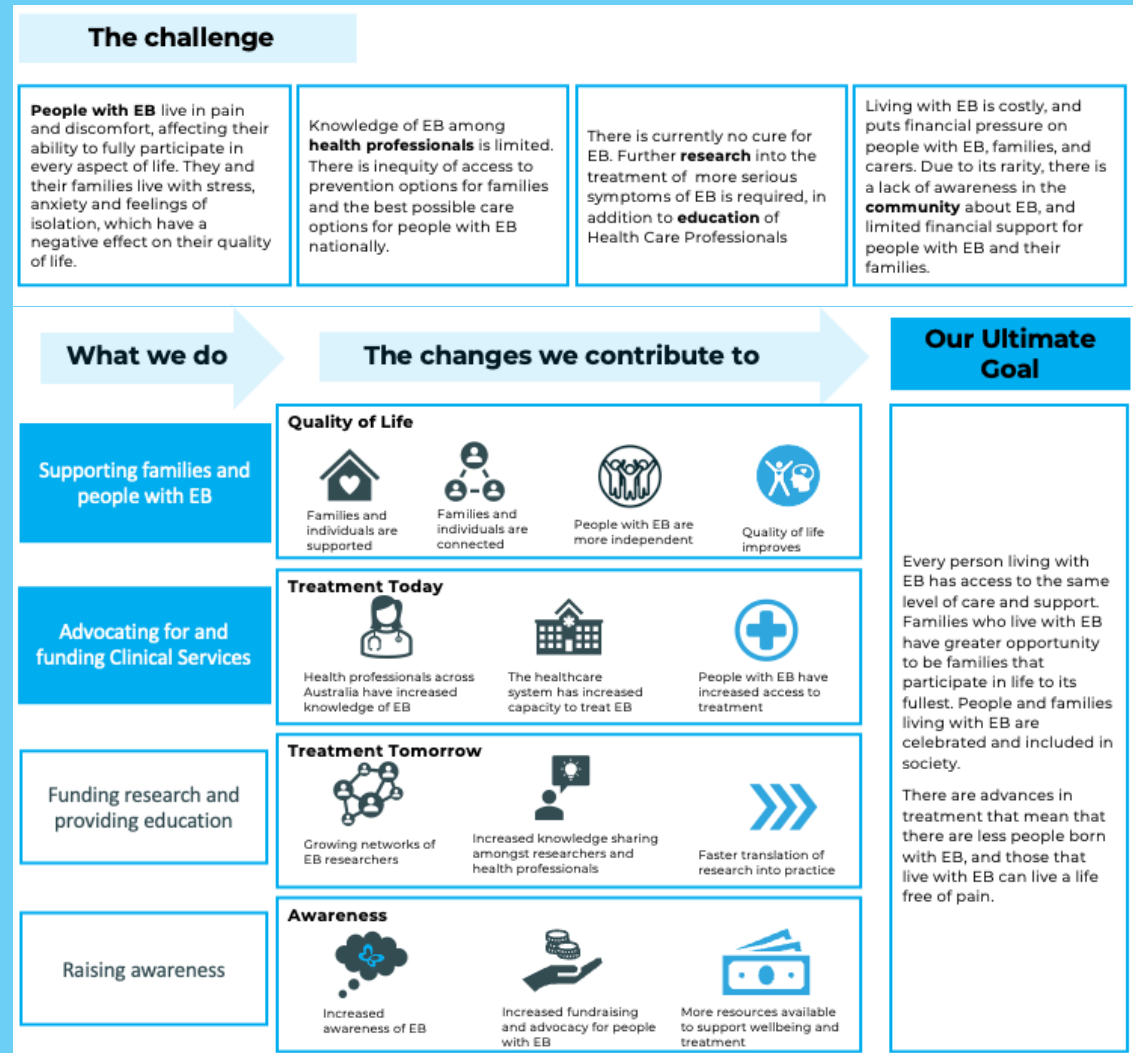 The challenge
People with EB live in pain
and discomfort, affecting their
ability to fully participate in
every aspect of life. They and
their families live with stress,
anxiety and feelings of
isolation, which have a
negative effect on their quality
of life.
Knowledge of EB among
health professionals is limited.
There is inequity of access to
prevention options for families
and the best possible care
options for people with EB
nationally.
There is currently no cure for
EB. Further research into the
treatment of more serious
symptoms of EB is required, in
addition to education of
Health Care Professionals
Living with EB is costly, and
puts financial pressure on
people with EB, families, and
carers. Due to its rarity, there is
a lack of awareness in the
community about EB, and
limited financial support for
people with EB and their
families.
What we do
The changes we contribute to
Our Ultimate
Goal
Supporting families and
people with EB
Quality of Life
Families and
individuals are
supported
Families and
individuals are
connected
People with EB are
more independent
Quality of life
improves
Advocating for and
funding Clinical Services
Treatment Today
Health professionals across
Australia have increased
knowledge of EB
The healthcare
system has increased
capacity to treat EB
People with EB have
increased access to
treatment
Funding research and
providing education
Treatment Tomorrow
Growing networks of
EB researchers
Increased knowledge sharing
amongst researchers and
health professionals
Faster translation of
research into practice
Raising awareness
Awareness
Increased
awareness of EB
Increased fundraising
and advocacy for people
with EB
More resources available
to support wellbeing and
treatment
Every person living with
EB has access to the same
level of care and support.
Families who live with EB
have greater opportunity
to be families that
participate in life to its
fullest. People and families
living with EB are
celebrated and included in
society.
There are advances in
treatment that mean that
there are less people born
with EB, and those that
live with EB can live a life
free of pain.